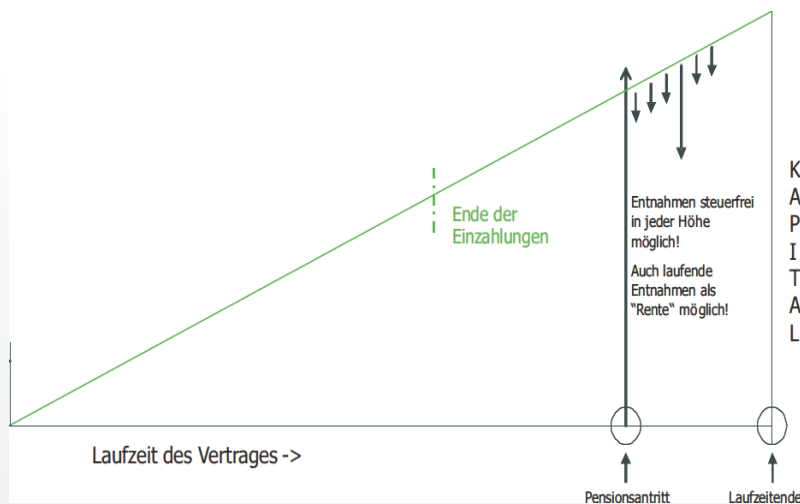 Ende der
Einzahlungen
Entnahmen steuerfrei
in jeder Höhe
möglich!
Auch laufende
Entnahmen als
"Rente" möglich!
K
A
P
I
T
A
L
Laufzeit des Vertrages ->
Pensionsantritt
Laufzeitende